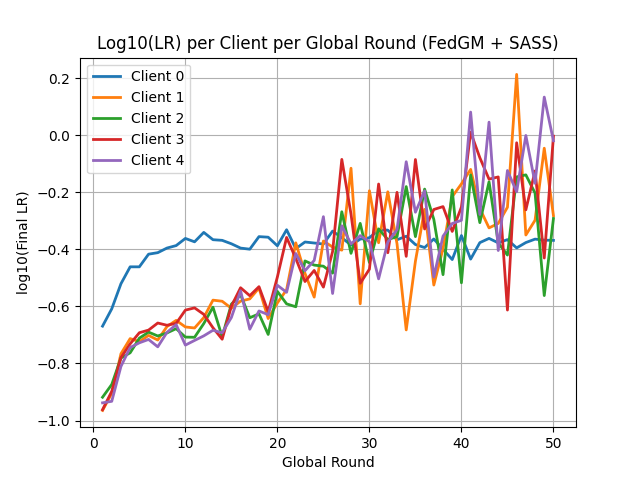 Log10(LR) per Client per Global Round (FedGM + SASS)
Client 0
Client 1
Client 2
Client 3
Client 4
log10(Final LR)
0.2
0.0
−0.2
−0.4
−0.6
−0.8
−1.0
0 10 20 30 40 50
Global Round